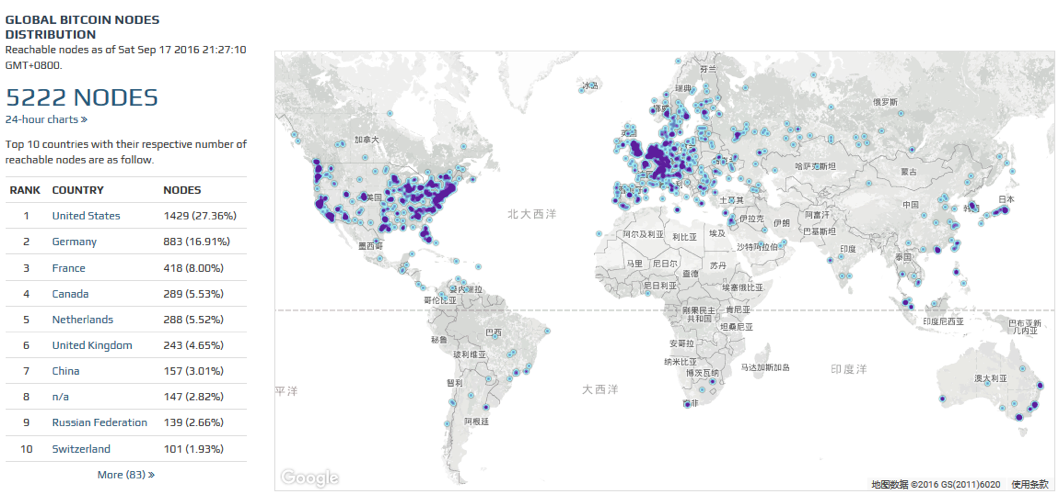 GLOBAL BITCOIN NODES
DISTRIBUTION
Reachable nodes as of Sat Sep 17 2016 21:27:10
GMT+0800.
5222 NODES
24-hour charts »
Top 10 countries with their respective number of
reachable nodes are as follow.
RANK COUNTRY NODES
1 United States 1429 (27.36%)
2 Germany 883 (16.91%)
3 France 418 (8.00%)
4 Canada 289 (5.53%)
5 Netherlands 288 (5.52%)
6 United Kingdom 243 (4.65%)
7 China 157 (3.01%)
8 n/a 147 (2.82%)
9 Russian Federation 139 (2.66%)
10 Switzerland 101 (1.93%)
More (83) »
芬兰
冰岛
瑞典
俄罗斯
挪威
英国
加拿大
哈萨克斯坦
蒙古
美国
土耳其
中国
韩国
日本
北大西洋
伊拉克
伊朗
阿富汗
巴基斯坦
阿尔及利亚
利比亚
埃及
沙特阿拉伯
墨西哥
印度
泰国
马里
尼日尔
乍得
苏丹
委内瑞拉
哥伦比亚
尼日利亚
埃塞俄比亚
刚果民主
共和国
肯尼亚
坦桑尼亚
印度尼西亚
巴布亚新
几内亚
巴西
秘鲁
玻利维亚
安哥拉
纳米比亚
博茨瓦纳
马达加斯加岛
印度洋
大西洋
平洋
智利
澳大利亚
南非
阿根廷
Google
地图数据 ©2016 GS(2011)6020 使用条款